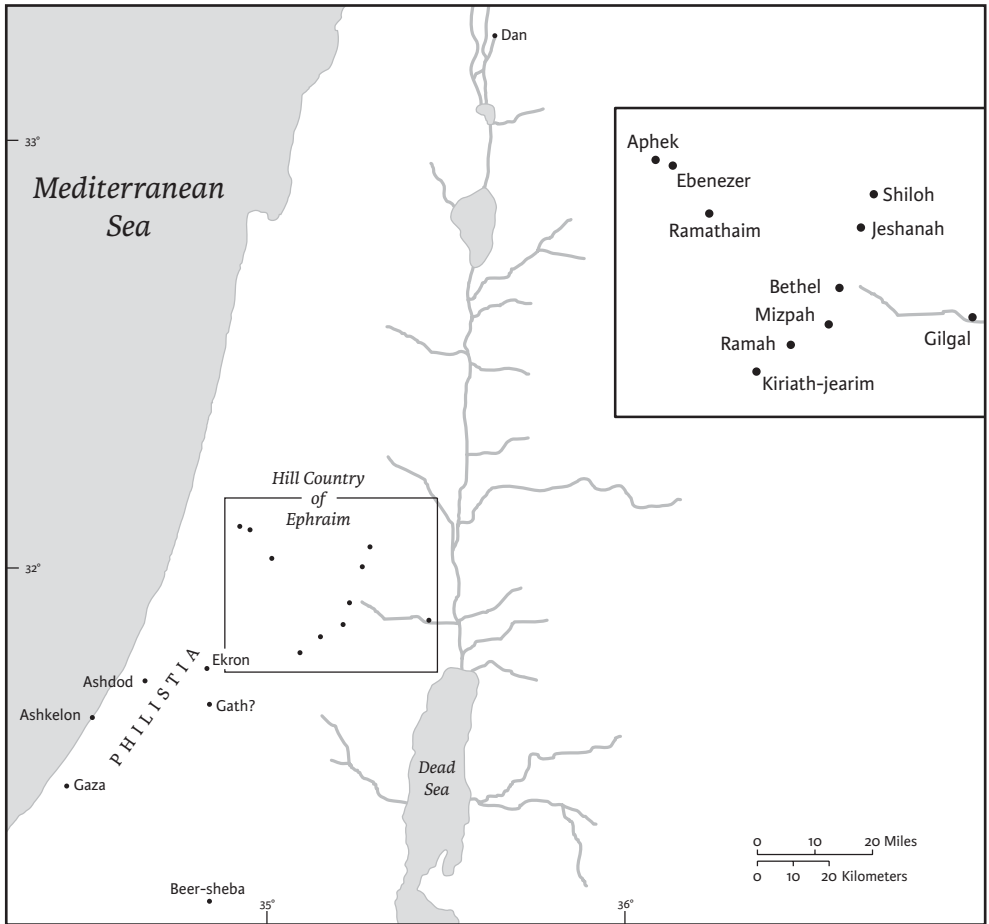 Dan
33°
Mediterranean
Sea
Aphek
Ebenezer
Shiloh
Ramathaim
Jeshanah
Bethel
Mizpah
Gilgal
Ramah
Kiriath-jearim
Hill Country
of
Ephraim
32°
PHILISTIA
Ekron
Ashdod
Gath?
Ashkelon
Gaza
Dead
Sea
0 10 20 Miles
0 10 20 Kilometers
Beer-sheba
35°
36°